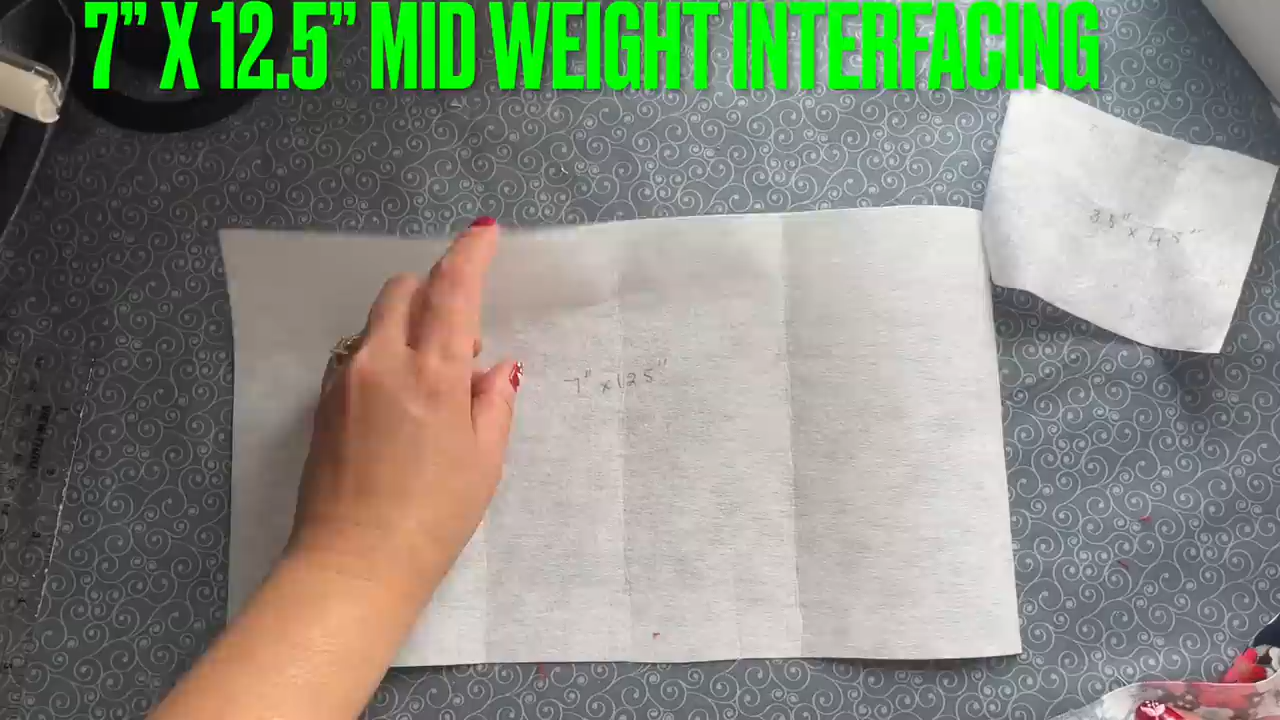 7” X 12.5” MID WEIGHT INTERFACING
3.5" x 4.5"
7" x 12.5"